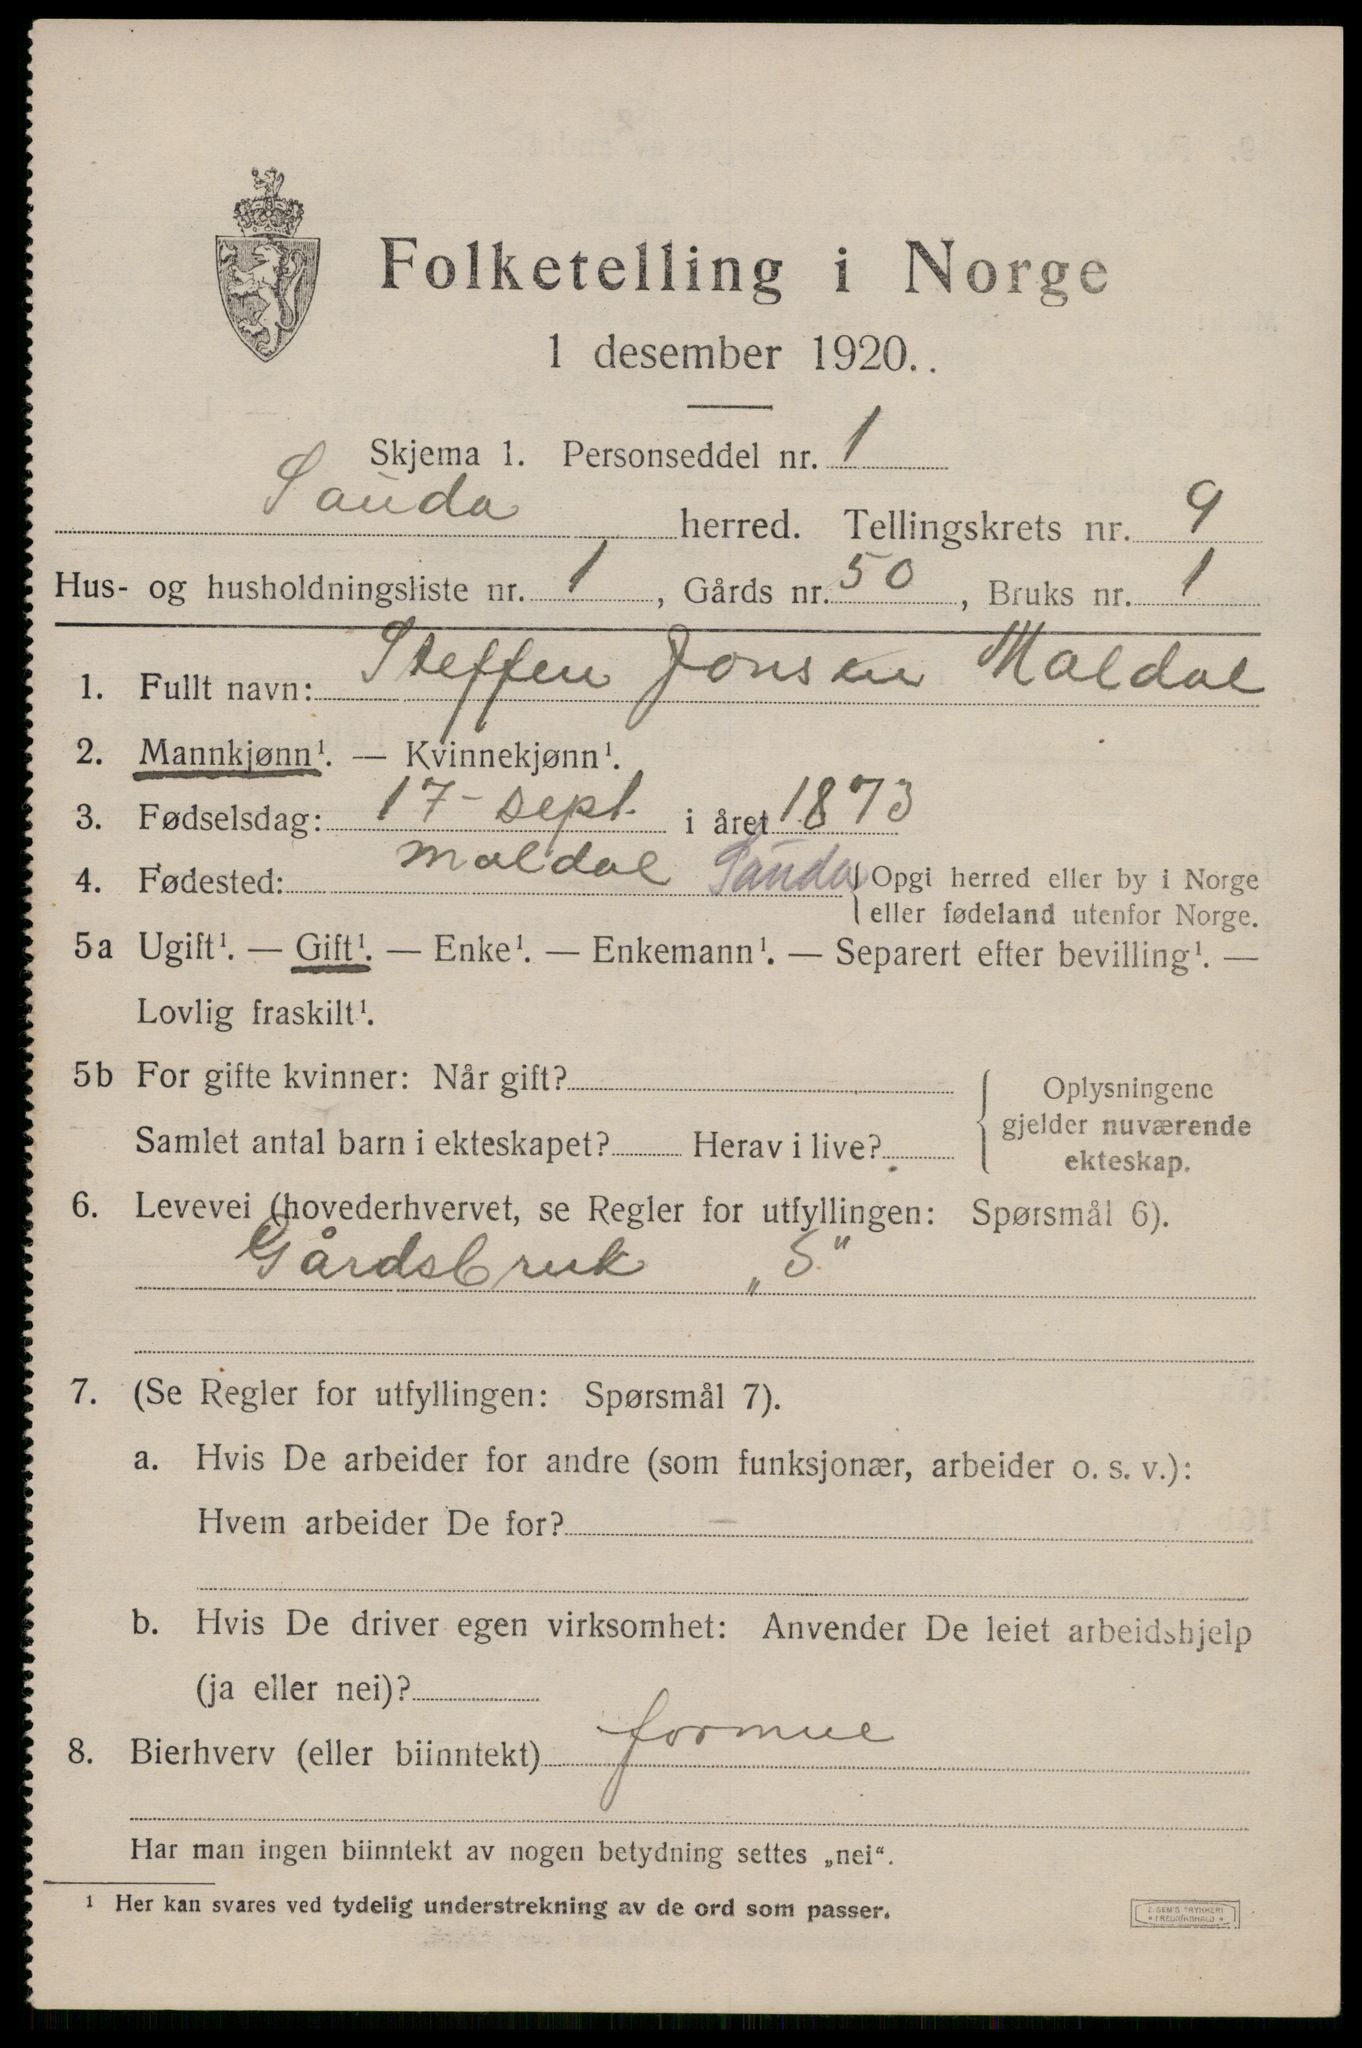 Folketelling i Norge
1 desember 1920..
Skjema 1. Personseddel nr. 1
Sauda herred. Tellingskrets nr. 9
Hus- og husholdningsliste nr. 1, Gårds nr. 50, Bruks nr. 1
1. Fullt navn: Steffen Jonsen Maldal
2. Mannkjønn¹. — Kvinnekjønn¹.
3. Fødselsdag: 17 - sept. i året 1873
4. Fødested: Maldal Sauda { Opgi herred eller by i Norge
eller fødeland utenfor Norge.
5a Ugift¹. — Gift¹. — Enke¹. — Enkemann¹. — Separert efter bevilling¹. —
Lovlig fraskilt¹.
5b For gifte kvinner: Når gift?
Samlet antal barn i ekteskapet? Herav i live?
{ Oplysningene
gjelder nuværende
ekteskap.
6. Levevei (hovederhvervet, se Regler for utfyllingen: Spørsmål 6).
Gårdsbruk „S"
7. (Se Regler for utfyllingen: Spørsmål 7).
a. Hvis De arbeider for andre (som funksjonær, arbeider o. s. v.):
Hvem arbeider De for? —
b. Hvis De driver egen virksomhet: Anvender De leiet arbeidshjelp
(ja eller nei)?
8. Bierhverv (eller biinntekt) formue
Har man ingen biinntekt av nogen betydning settes „nei“.
¹ Her kan svares ved tydelig understrekning av de ord som passer.
SEM'S TRYKKERI
* FREDRIKSHALD *